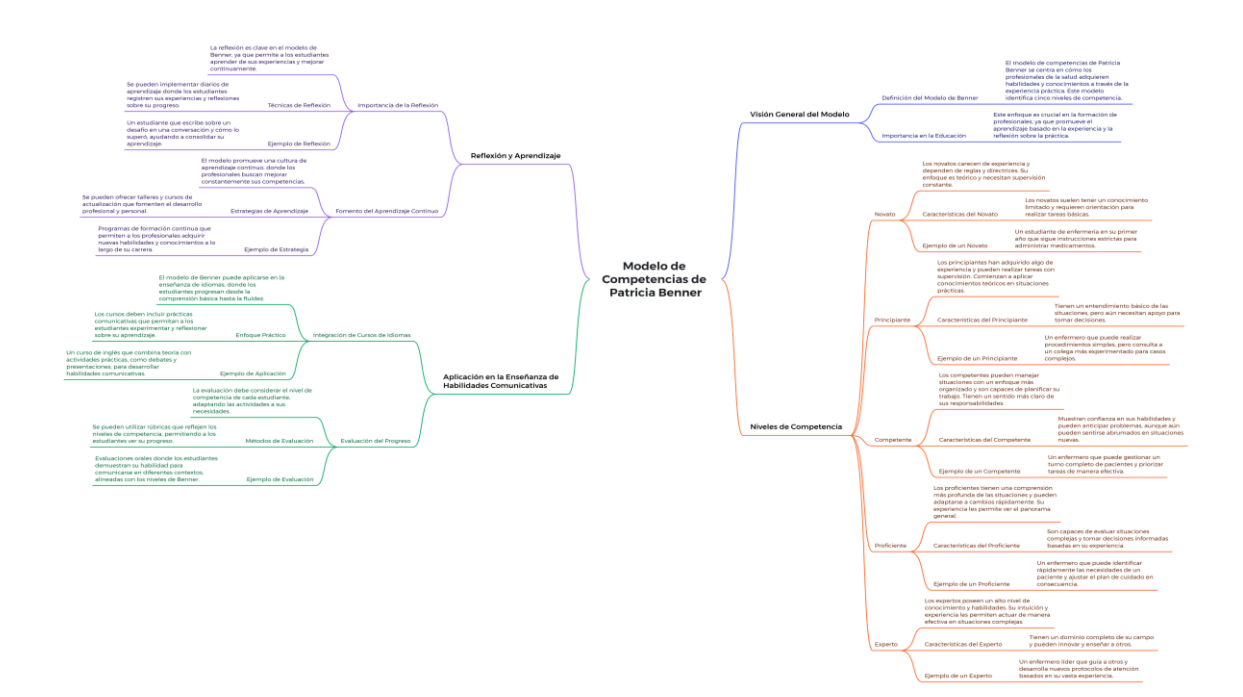 Modelo de
Competencias de
Patricia Benner
Visión General del Modelo
Definición del Modelo de Benner
El modelo de competencias de Patricia
Benner se centra en cómo los
profesionales de la salud adquieren
habilidades y conocimientos a través de la
experiencia práctica. Este modelo
identifica cinco niveles de competencia.
Importancia en la Educación
Este enfoque es crucial en la formación de
profesionales, ya que promueve el
aprendizaje basado en la experiencia y la
reflexión sobre la práctica.
Niveles de Competencia
Novato
Los novatos carecen de experiencia y
dependen de reglas y directrices. Su
enfoque es teórico y necesitan supervisión
constante.
Características del Novato
Los novatos suelen tener un conocimiento
limitado y requieren orientación para
realizar tareas básicas.
Ejemplo de un Novato
Un estudiante de enfermería en su primer
año que sigue instrucciones estrictas para
administrar medicamentos.
Principiante
Los principiantes han adquirido algo de
experiencia y pueden realizar tareas con
supervisión. Comienzan a aplicar
conocimientos teóricos en situaciones
prácticas.
Características del Principiante
Tienen un entendimiento básico de las
situaciones, pero aún necesitan apoyo para
tomar decisiones.
Ejemplo de un Principiante
Un enfermero que puede realizar
procedimientos simples, pero consulta a
un colega más experimentado para casos
complejos.
Competente
Los competentes pueden manejar
situaciones con un enfoque más
organizado y son capaces de planificar su
trabajo. Tienen un sentido más claro de
sus responsabilidades.
Características del Competente
Muestran confianza en sus habilidades y
pueden anticipar problemas, aunque aún
pueden sentirse abrumados en situaciones
nuevas.
Ejemplo de un Competente
Un enfermero que puede gestionar un
turno completo de pacientes y priorizar
tareas de manera efectiva.
Proficiente
Los proficientes tienen una comprensión
más profunda de las situaciones y pueden
adaptarse a cambios rápidamente. Su
experiencia les permite ver el panorama
general.
Características del Proficiente
Son capaces de evaluar situaciones
complejas y tomar decisiones informadas
basadas en su experiencia.
Ejemplo de un Proficiente
Un enfermero que puede identificar
rápidamente las necesidades de un
paciente y ajustar el plan de cuidado en
consecuencia.
Experto
Los expertos poseen un alto nivel de
conocimiento y habilidades. Su intuición y
experiencia les permiten actuar de manera
efectiva en situaciones complejas.
Características del Experto
Tienen un dominio completo de su campo
y pueden innovar y enseñar a otros.
Ejemplo de un Experto
Un enfermero líder que guía a otros y
desarrolla nuevos protocolos de atención
basados en su vasta experiencia.
Reflexión y Aprendizaje
Importancia de la Reflexión
La reflexión es clave en el modelo de
Benner, ya que permite a los estudiantes
aprender de sus experiencias y mejorar
continuamente.
Técnicas de Reflexión
Se pueden implementar diarios de
aprendizaje donde los estudiantes
registren sus experiencias y reflexiones
sobre su progreso.
Ejemplo de Reflexión
Un estudiante que escribe sobre un
desafío en una conversación y cómo lo
superó, ayudando a consolidar su
aprendizaje.
Fomento del Aprendizaje Continuo
El modelo promueve una cultura de
aprendizaje continuo, donde los
profesionales buscan mejorar
constantemente sus competencias.
Estrategias de Aprendizaje
Se pueden ofrecer talleres y cursos de
actualización que fomenten el desarrollo
profesional y personal.
Ejemplo de Estrategia
Programas de formación continua que
permiten a los profesionales adquirir
nuevas habilidades y conocimientos a lo
largo de su carrera.
Aplicación en la Enseñanza de
Habilidades Comunicativas
Integración de Cursos de Idiomas
El modelo de Benner puede aplicarse en la
enseñanza de idiomas, donde los
estudiantes progresan desde la
comprensión básica hasta la fluidez.
Enfoque Práctico
Los cursos deben incluir prácticas
comunicativas que permitan a los
estudiantes experimentar y reflexionar
sobre su aprendizaje.
Ejemplo de Aplicación
Un curso de inglés que combina teoría con
actividades prácticas, como debates y
presentaciones, para desarrollar
habilidades comunicativas.
Evaluación del Progreso
La evaluación debe considerar el nivel de
competencia de cada estudiante,
adaptando las actividades a sus
necesidades.
Métodos de Evaluación
Se pueden utilizar rúbricas que reflejen los
niveles de competencia, permitiendo a los
estudiantes ver su progreso.
Ejemplo de Evaluación
Evaluaciones orales donde los estudiantes
demuestran su habilidad para
comunicarse en diferentes contextos,
alineadas con los niveles de Benner.